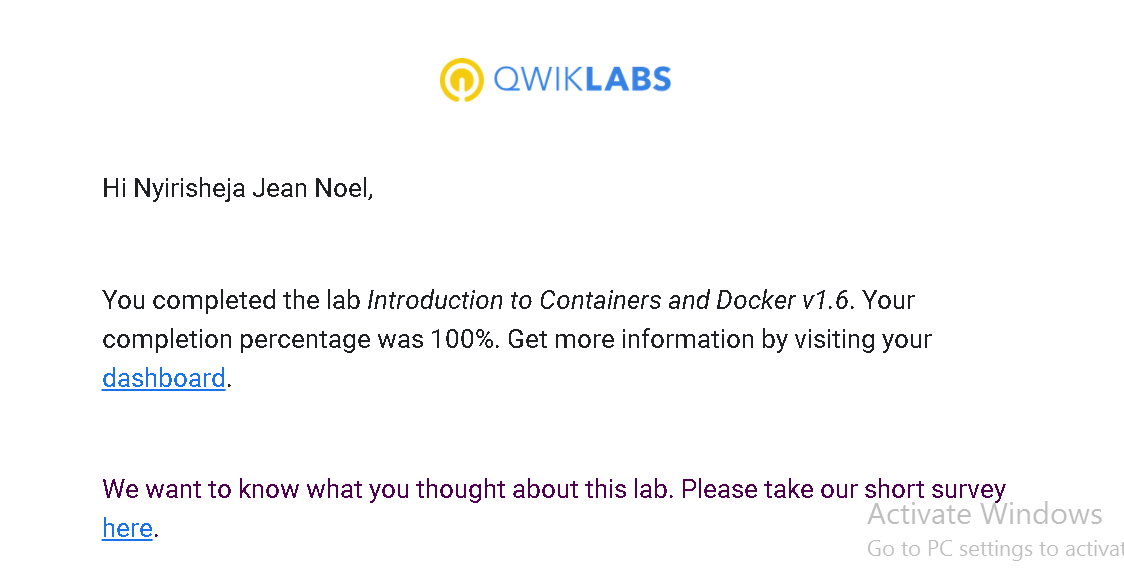 QWIKLABS
Hi Nyirisheja Jean Noel,
You completed the lab Introduction to Containers and Docker v1.6. Your
completion percentage was 100%. Get more information by visiting your
dashboard.
We want to know what you thought about this lab. Please take our short survey
here.
Activate Windows
Go to PC settings to activat